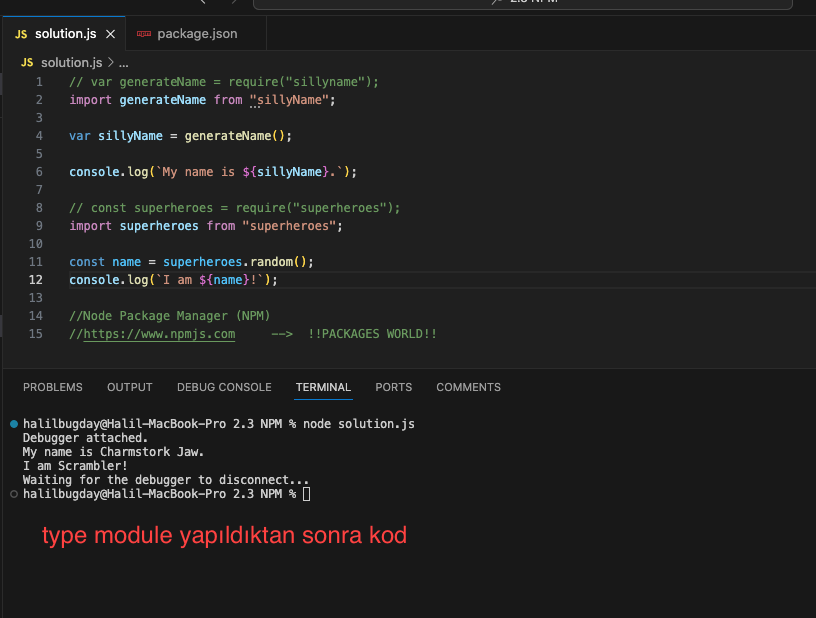 2.3 NPM
JS solution.js
package.json
JS solution.js > ...
1 // var generateName = require("sillyname");
2 import generateName from "sillyName";
3
4 var sillyName = generateName();
5
6 console.log(`My name is ${sillyName}.`);
7
8 // const superheroes = require("superheroes");
9 import superheroes from "superheroes";
10
11 const name = superheroes.random();
12 console.log(`I am ${name}!`);
13
14 //Node Package Manager (NPM)
15 //https://www.npmjs.com --> !!PACKAGES WORLD!!
PROBLEMS OUTPUT DEBUG CONSOLE TERMINAL PORTS COMMENTS
halilbugday@Halil-MacBook-Pro 2.3 NPM % node solution.js
Debugger attached.
My name is Charmstork Jaw.
I am Scrambler!
Waiting for the debugger to disconnect...
halilbugday@Halil-MacBook-Pro 2.3 NPM %
type module yapıldıktan sonra kod